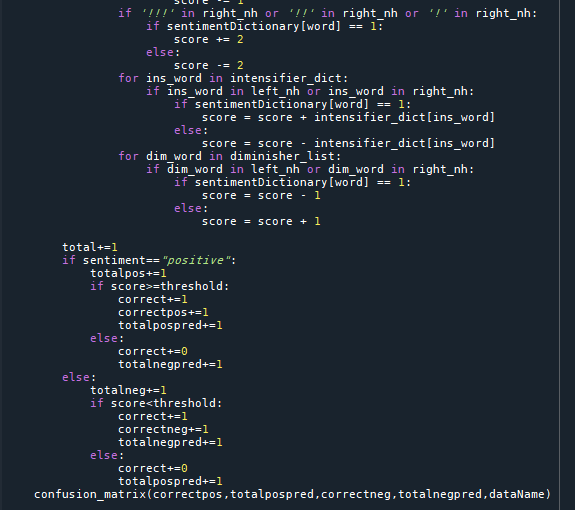 score -= 1
if '!!!' in right_nh or '!!' in right_nh or '!' in right_nh:
if sentimentDictionary[word] == 1:
score += 2
else:
score -= 2
for ins_word in intensifier_dict:
if ins_word in left_nh or ins_word in right_nh:
if sentimentDictionary[word] == 1:
score = score + intensifier_dict[ins_word]
else:
score = score - intensifier_dict[ins_word]
for dim_word in diminisher_list:
if dim_word in left_nh or dim_word in right_nh:
if sentimentDictionary[word] == 1:
score = score - 1
else:
score = score + 1
total+=1
if sentiment=="positive":
totalpos+=1
if score>=threshold:
correct+=1
correctpos+=1
totalpospred+=1
else:
correct+=0
totalnegpred+=1
else:
totalneg+=1
if score<threshold:
correct+=1
correctneg+=1
totalnegpred+=1
else:
correct+=0
totalpospred+=1
confusion_matrix(correctpos,totalpospred,correctneg,totalnegpred,dataName)